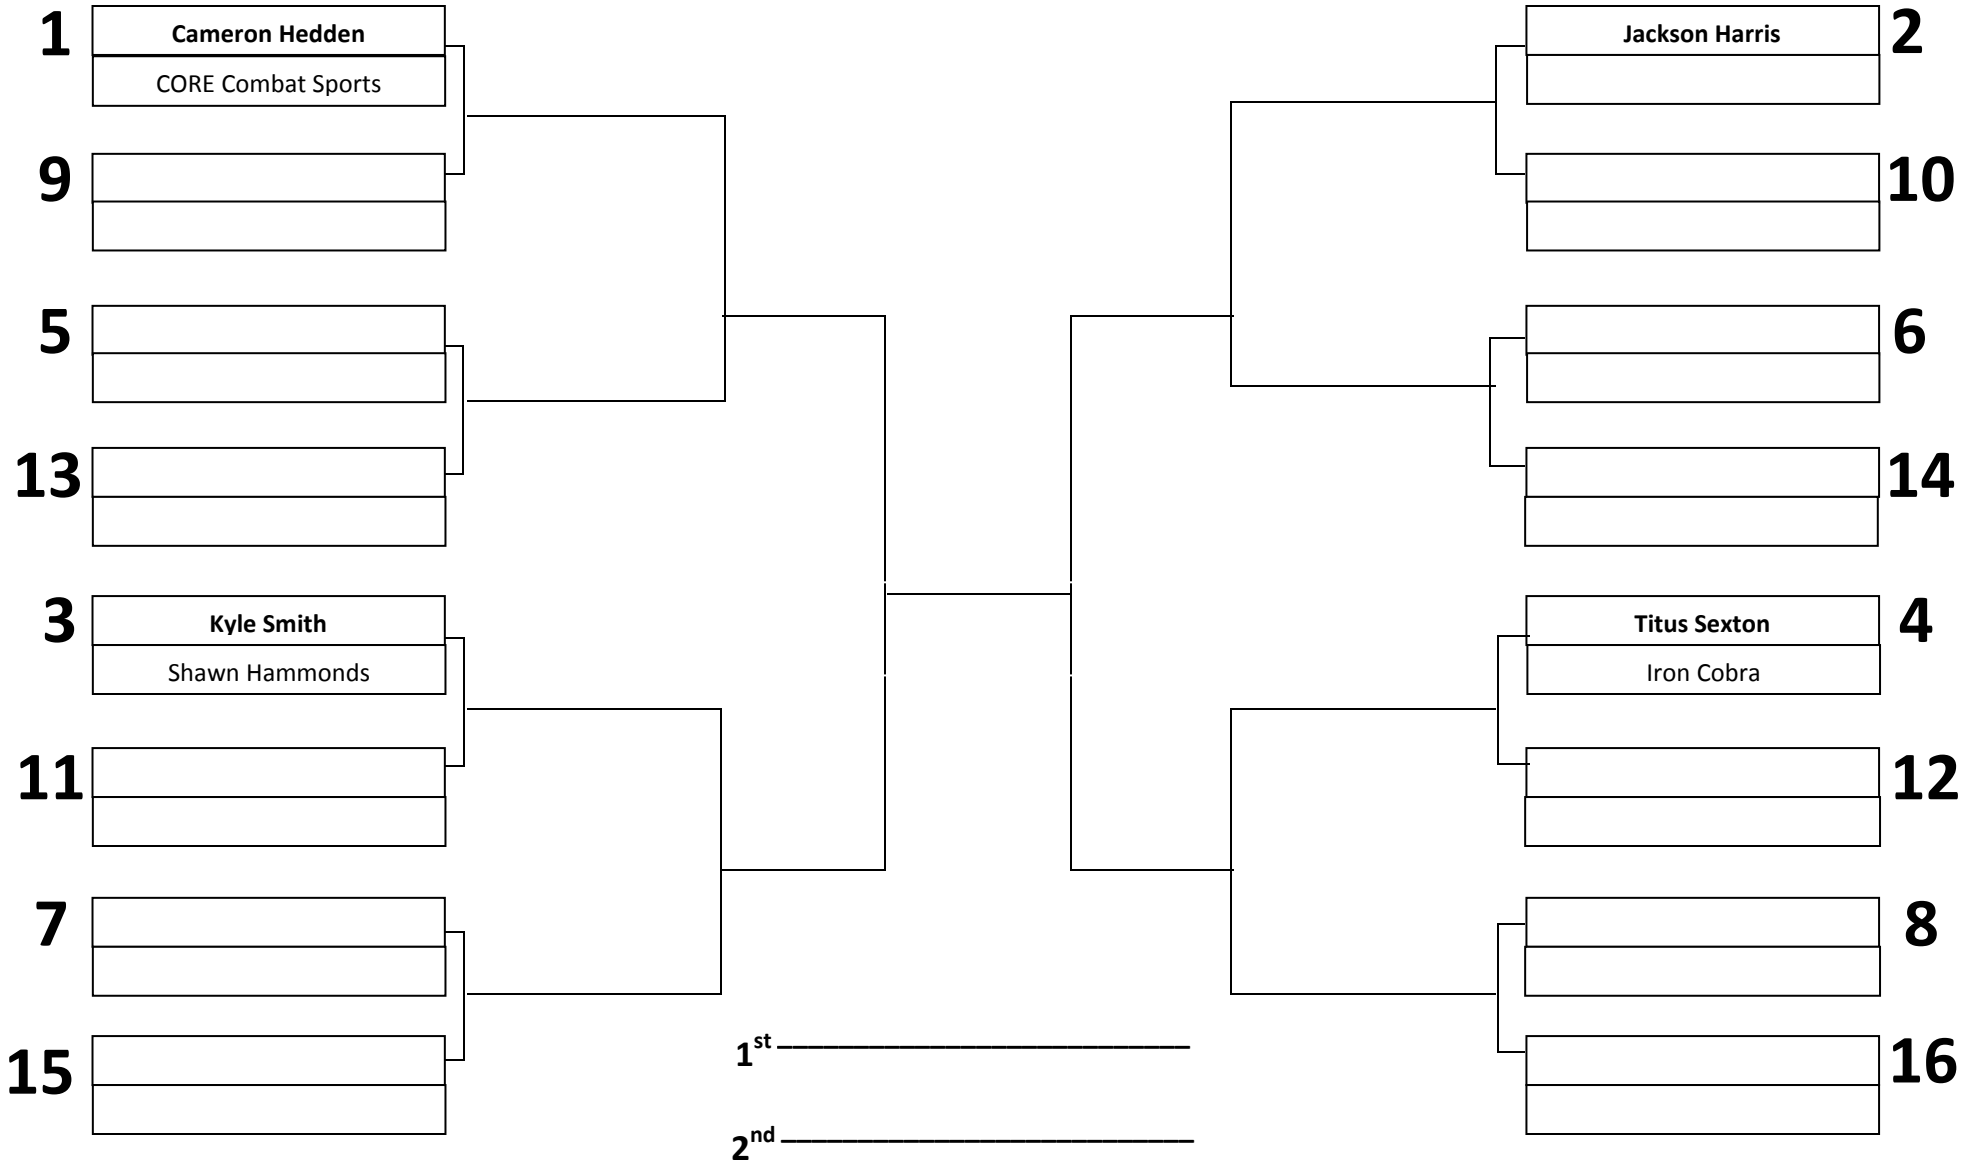 1
Cameron Hedden
CORE Combat Sports
9
5
13
3
Kyle Smith
Shawn Hammonds
11
7
15
Jackson Harris
2
10
6
14
Titus Sexton
4
Iron Cobra
12
8
16
1st
2nd